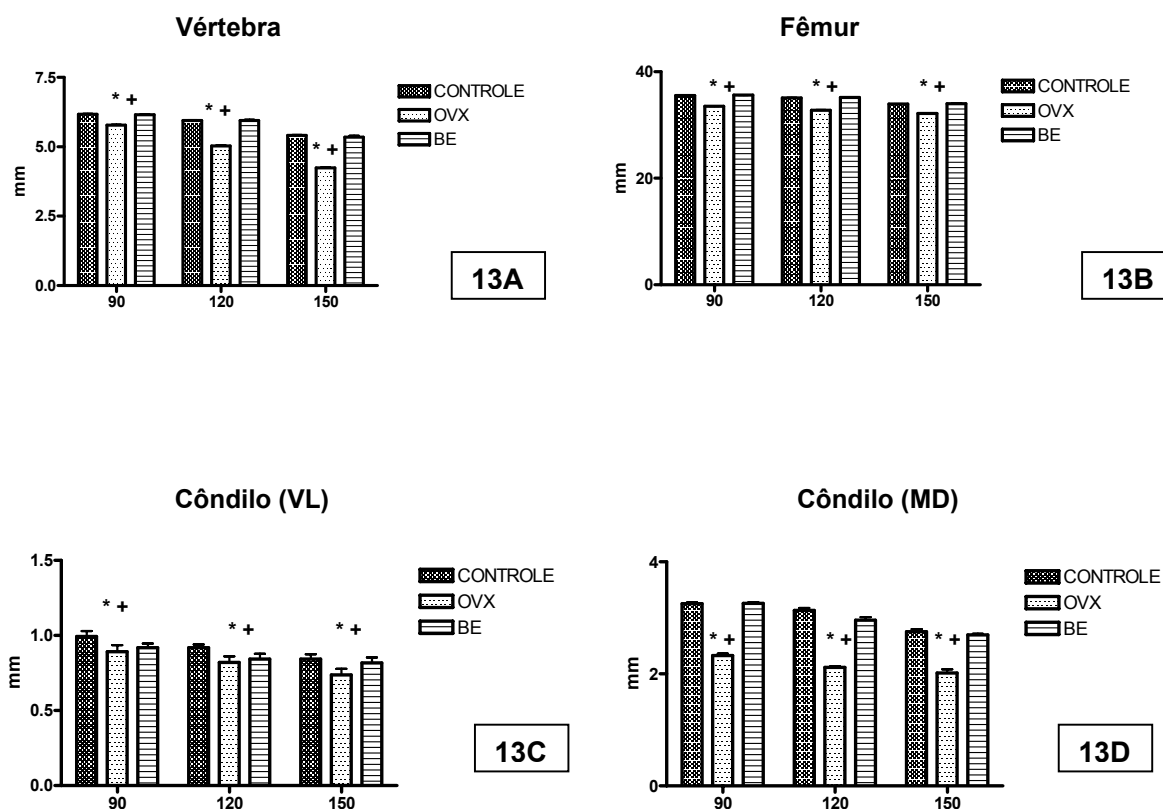 Vértebra
7.5
5.0
2.5
0.0
mm
* +
* +
* +
90
120
150
CONTROLE
OVX
BE
13A
Fêmur
40
20
0
mm
* +
* +
* +
90
120
150
CONTROLE
OVX
BE
13B
Côndilo (VL)
1.5
1.0
0.5
0.0
mm
* +
* +
* +
90
120
150
CONTROLE
OVX
BE
13C
Côndilo (MD)
4
2
0
mm
* +
* +
* +
90
120
150
CONTROLE
OVX
BE
13D